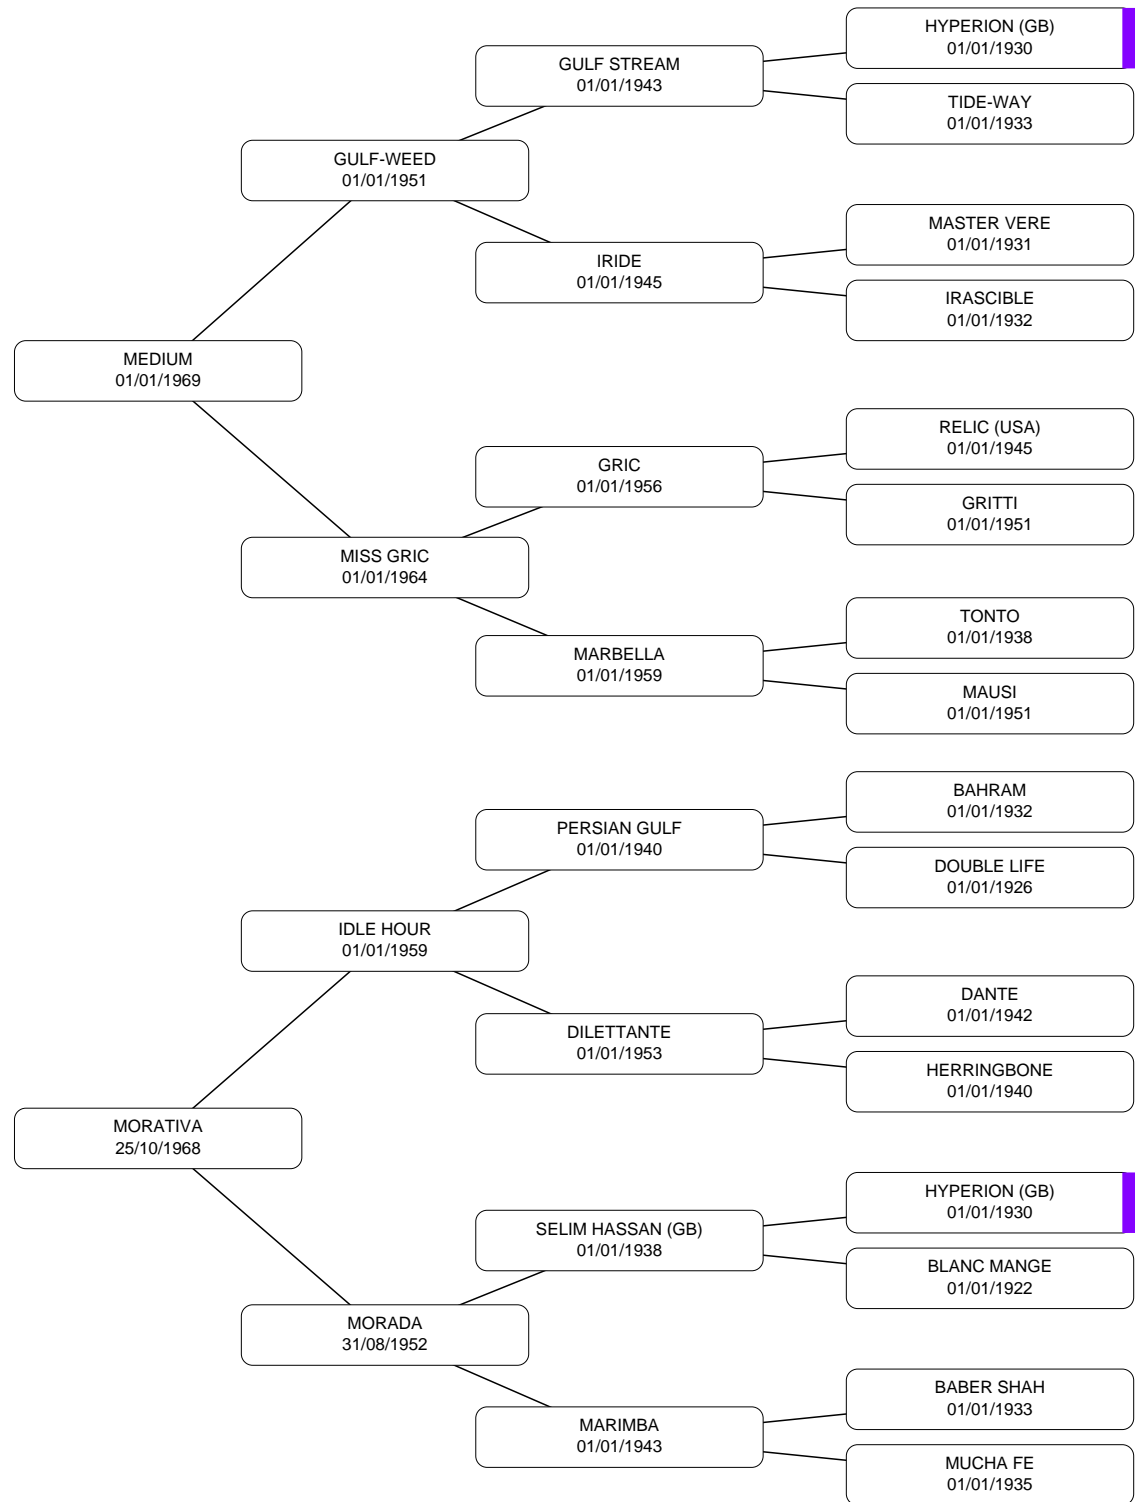 HYPERION (GB)
01/01/1930
GULF STREAM
01/01/1943
TIDE-WAY
01/01/1933
GULF-WEED
01/01/1951
MASTER VERE
01/01/1931
IRIDE
01/01/1945
IRASCIBLE
01/01/1932
MEDIUM
01/01/1969
RELIC (USA)
01/01/1945
GRIC
01/01/1956
GRITTI
01/01/1951
MISS GRIC
01/01/1964
TONTO
01/01/1938
MARBELLA
01/01/1959
MAUSI
01/01/1951
BAHRAM
01/01/1932
PERSIAN GULF
01/01/1940
DOUBLE LIFE
01/01/1926
IDLE HOUR
01/01/1959
DANTE
01/01/1942
DILETTANTE
01/01/1953
HERRINGBONE
01/01/1940
MORATIVA
25/10/1968
HYPERION (GB)
01/01/1930
SELIM HASSAN (GB)
01/01/1938
BLANC MANGE
01/01/1922
MORADA
31/08/1952
BABER SHAH
01/01/1933
MARIMBA
01/01/1943
MUCHA FE
01/01/1935